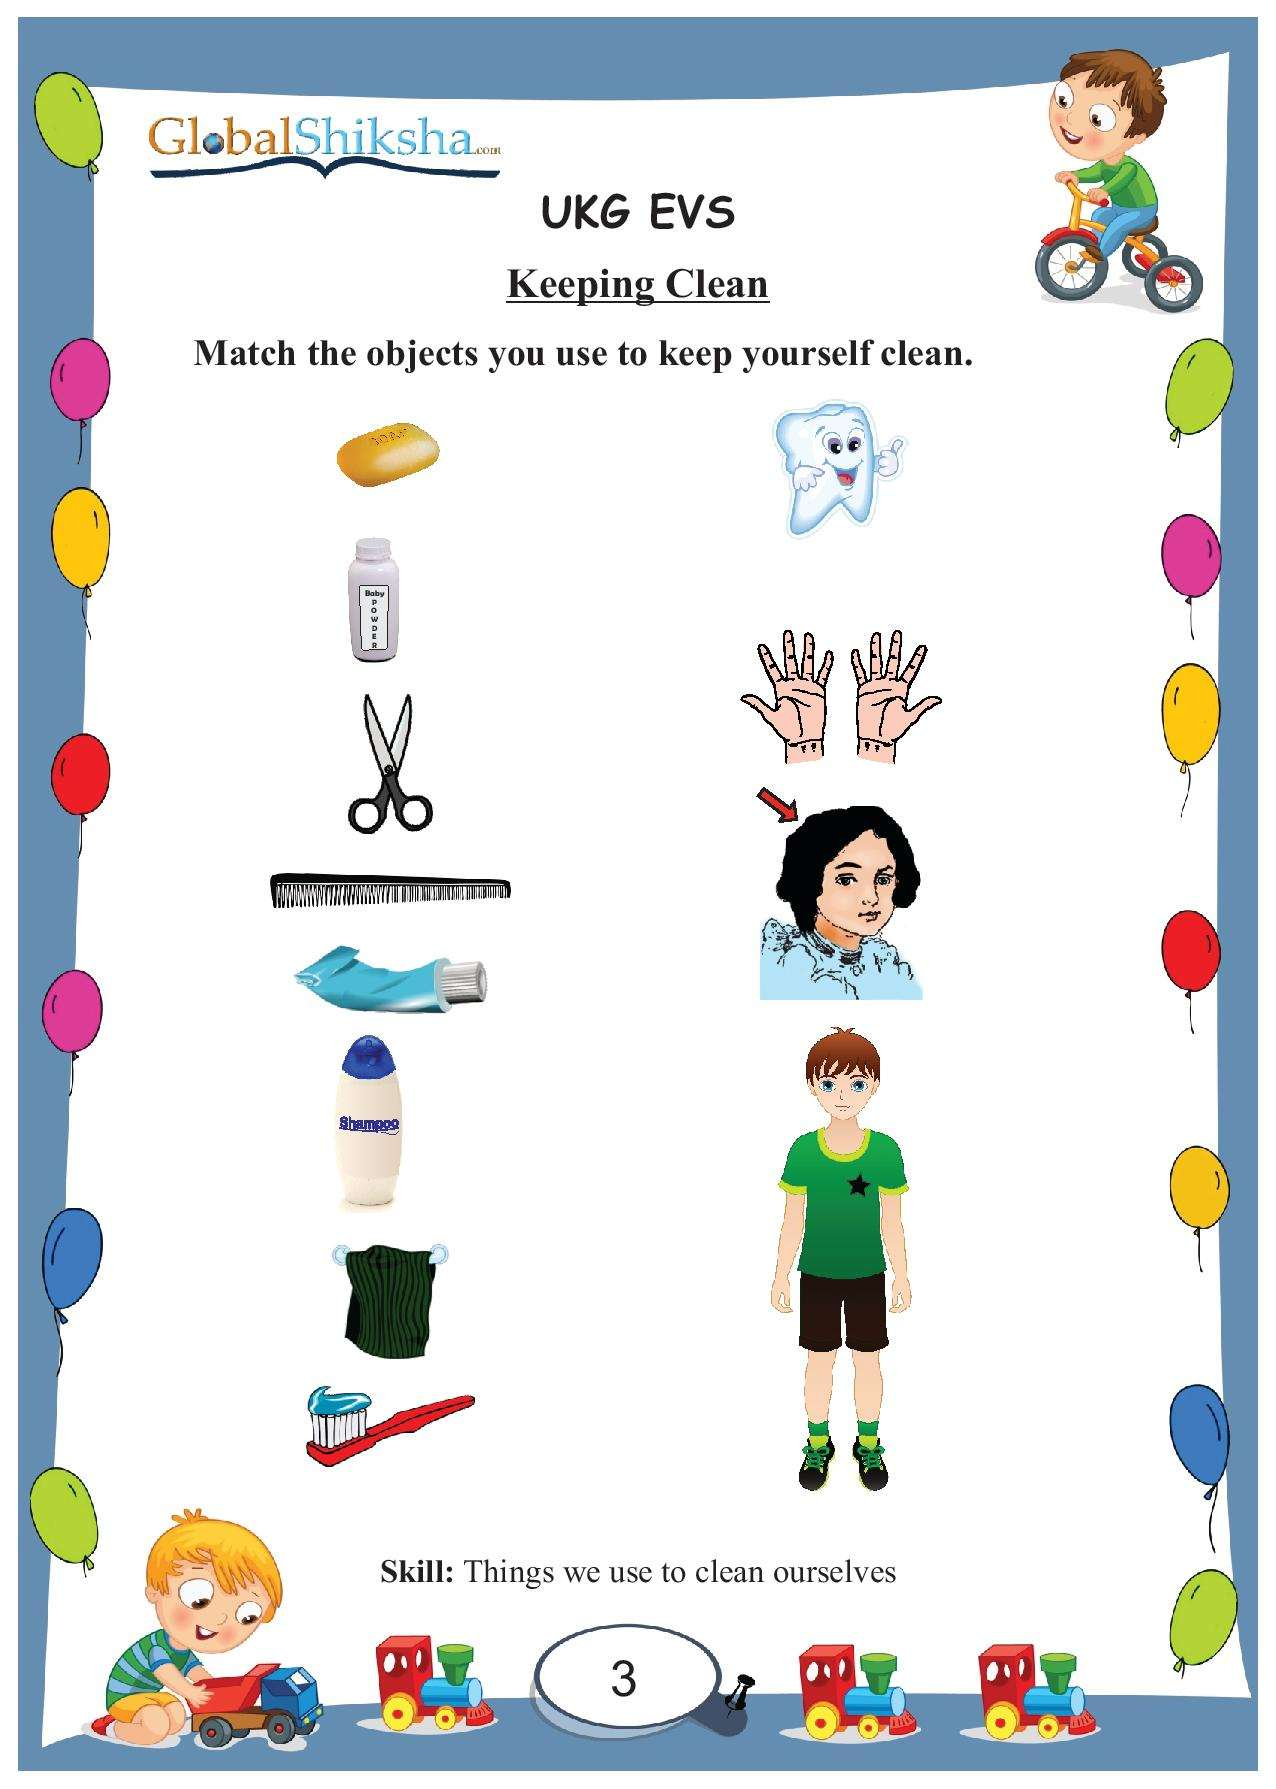 GlobalShiksha.com
UKG EVS
Keeping Clean
Match the objects you use to keep yourself clean.
SOAP
Baby
POWDER
Shampoo
Skill: Things we use to clean ourselves
3